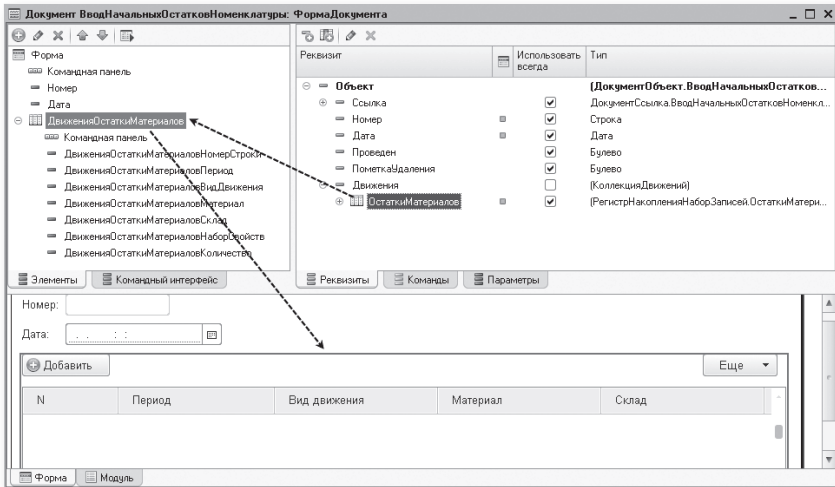 Документ ВводНачальныхОстатковНоменклатуры: ФормаДокумента
Форма
Командная панель
Номер
Дата
ДвиженияОстаткиМатериалов
Командная панель
ДвиженияОстаткиМатериаловНомерСтроки
ДвиженияОстаткиМатериаловПериод
ДвиженияОстаткиМатериаловВидДвижения
ДвиженияОстаткиМатериаловМатериал
ДвиженияОстаткиМатериаловСклад
ДвиженияОстаткиМатериаловНаборСвойств
ДвиженияОстаткиМатериаловКоличество
Элементы Командный интерфейс
Реквизит Использовать всегда Тип
Объект (ДокументОбъект.ВводНачальныхОстатков...
Ссылка ДокументСсылка.ВводНачальныхОстатковНоменкл...
Номер Строка
Дата Дата
Проведен Булево
ПометкаУдаления Булево
Движения (КоллекцияДвижений)
ОстаткиМатериалов (РегистрНакопленияНаборЗаписей.ОстаткиМатери...
Реквизиты Команды Параметры
Номер:
Дата: . . : :
Добавить Еще
N Период Вид движения Материал Склад
Форма Модуль